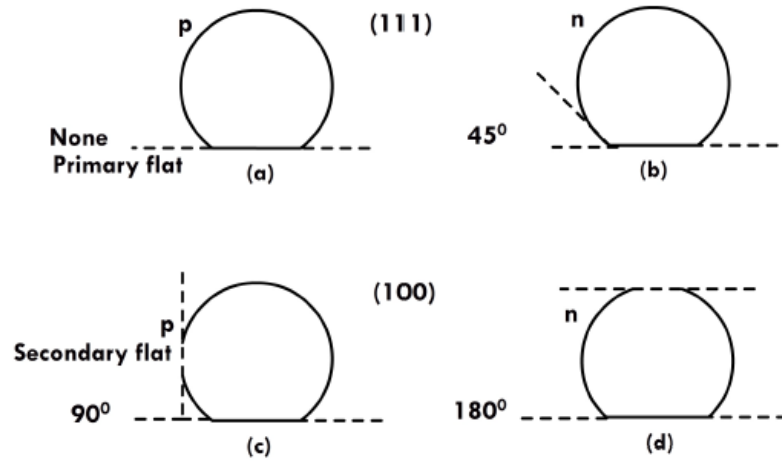 p
(111)
n
None
Primary flat
45⁰
(a)
(b)
p
(100)
n
Secondary flat
90⁰
180⁰
(c)
(d)